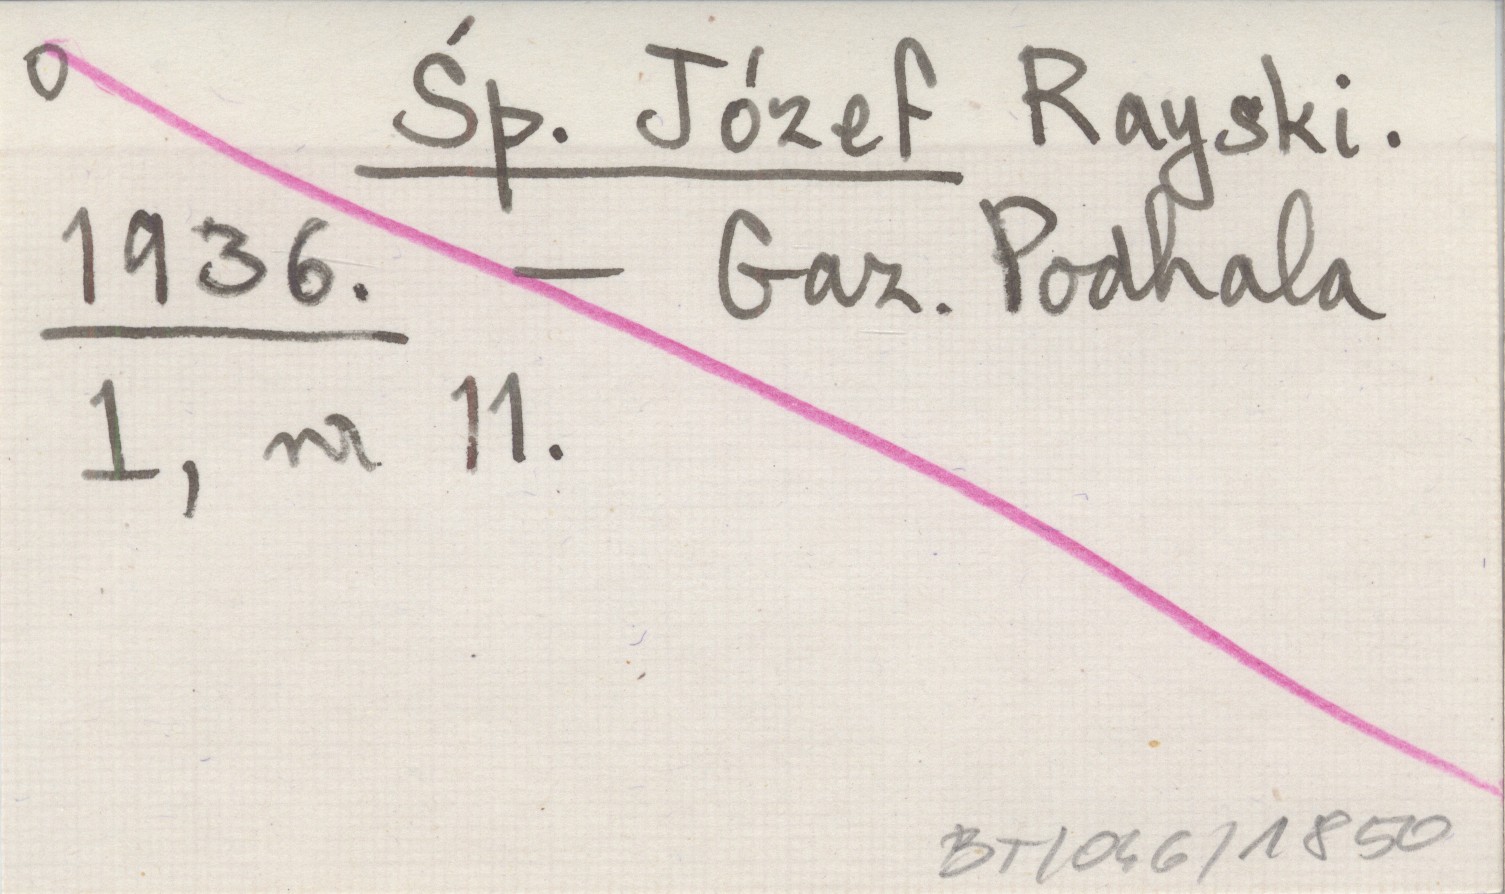 O
Śp. Józef Rayski.
1936. — Gaz. Podhala
1, nr 11.
BT/046/1850